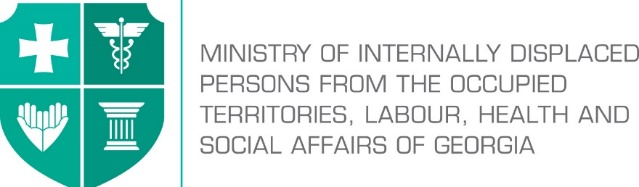 MINISTRY OF INTERNALLY DISPLACED
PERSONS FROM THE OCCUPIED
TERRITORIES, LABOUR, HEALTH AND
SOCIAL AFFAIRS OF GEORGIA